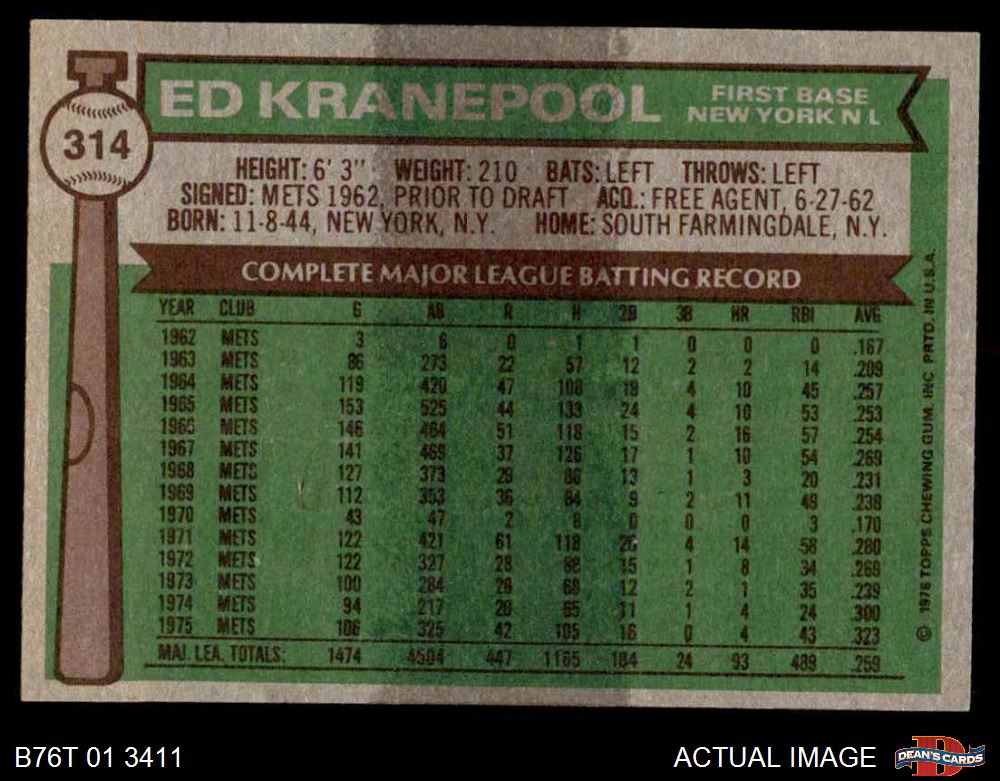 314
ED KRANEPOOL
FIRST BASE
NEW YORK N L
HEIGHT: 6' 3" WEIGHT: 210 BATS: LEFT THROWS: LEFT
SIGNED: METS 1962, PRIOR TO DRAFT ACQ.: FREE AGENT, 6-27-62
BORN: 11-8-44, NEW YORK, N.Y. HOME: SOUTH FARMINGDALE, N.Y.
COMPLETE MAJOR LEAGUE BATTING RECORD
YEAR CLUB G AB R H 2B 3B HR RBI AVG
1962 METS 3 6 0 1 1 0 0 0 .167
1963 METS 86 273 22 57 12 2 2 14 .209
1964 METS 119 420 47 108 19 4 10 45 .257
1965 METS 153 525 44 133 24 4 10 53 .253
1966 METS 146 464 51 118 15 2 16 57 .254
1967 METS 141 469 37 126 17 1 10 54 .269
1968 METS 127 373 29 86 13 1 3 20 .231
1969 METS 112 353 36 84 9 2 11 49 .238
1970 METS 43 47 2 8 0 0 0 3 .170
1971 METS 122 421 61 118 20 4 14 58 .280
1972 METS 122 327 28 88 15 1 8 34 .269
1973 METS 100 284 28 68 12 2 1 35 .239
1974 METS 94 217 20 65 11 1 4 24 .300
1975 METS 106 325 42 105 16 0 4 43 .323
MAJ. LEA. TOTALS: 1474 4504 447 1165 184 24 93 489 .259
© 1976 TOPPS CHEWING GUM, INC. PRTD. IN U.S.A.
B76T 01 3411
ACTUAL IMAGE
DEAN'S CARDS